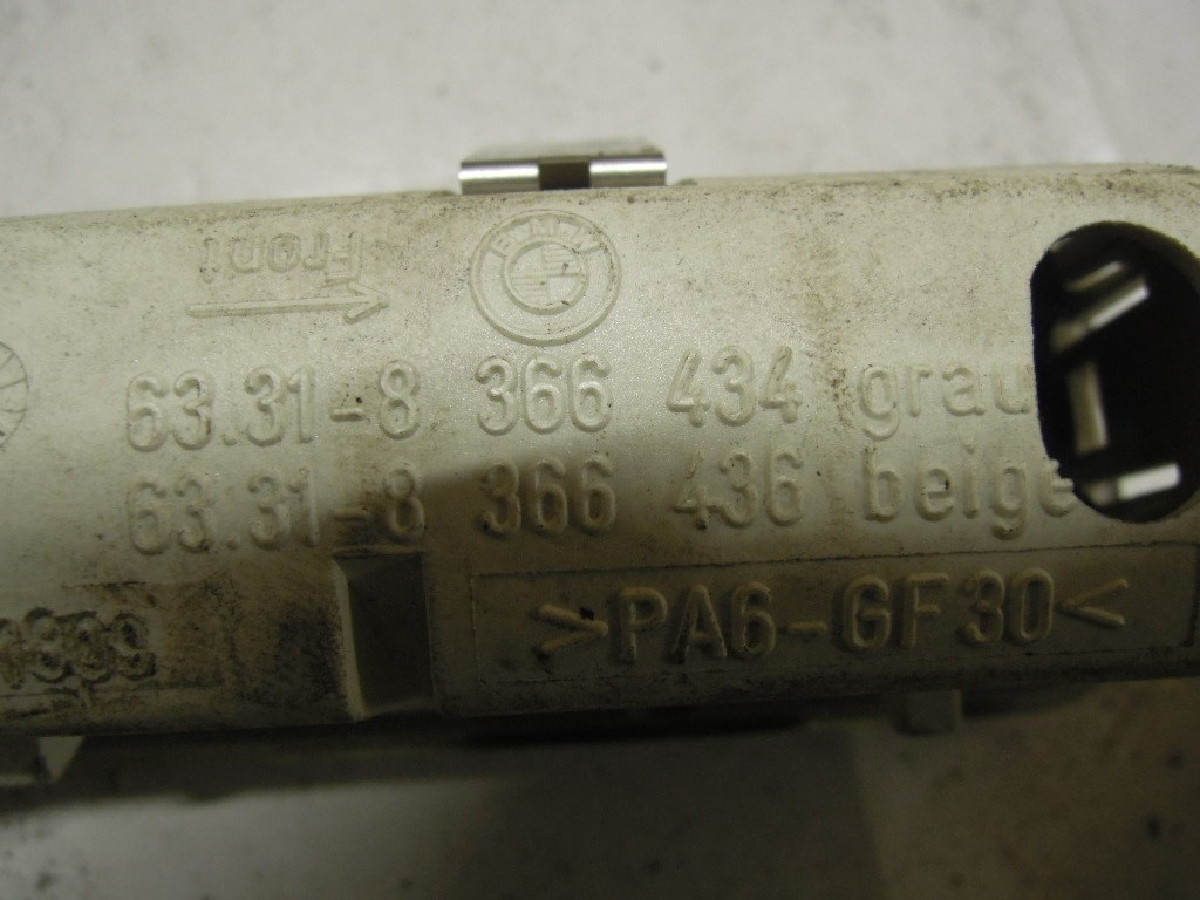 Front
BMW
63.31-8 366 434 grau
63.31-8 366 436 beige
>PA6-GF30<